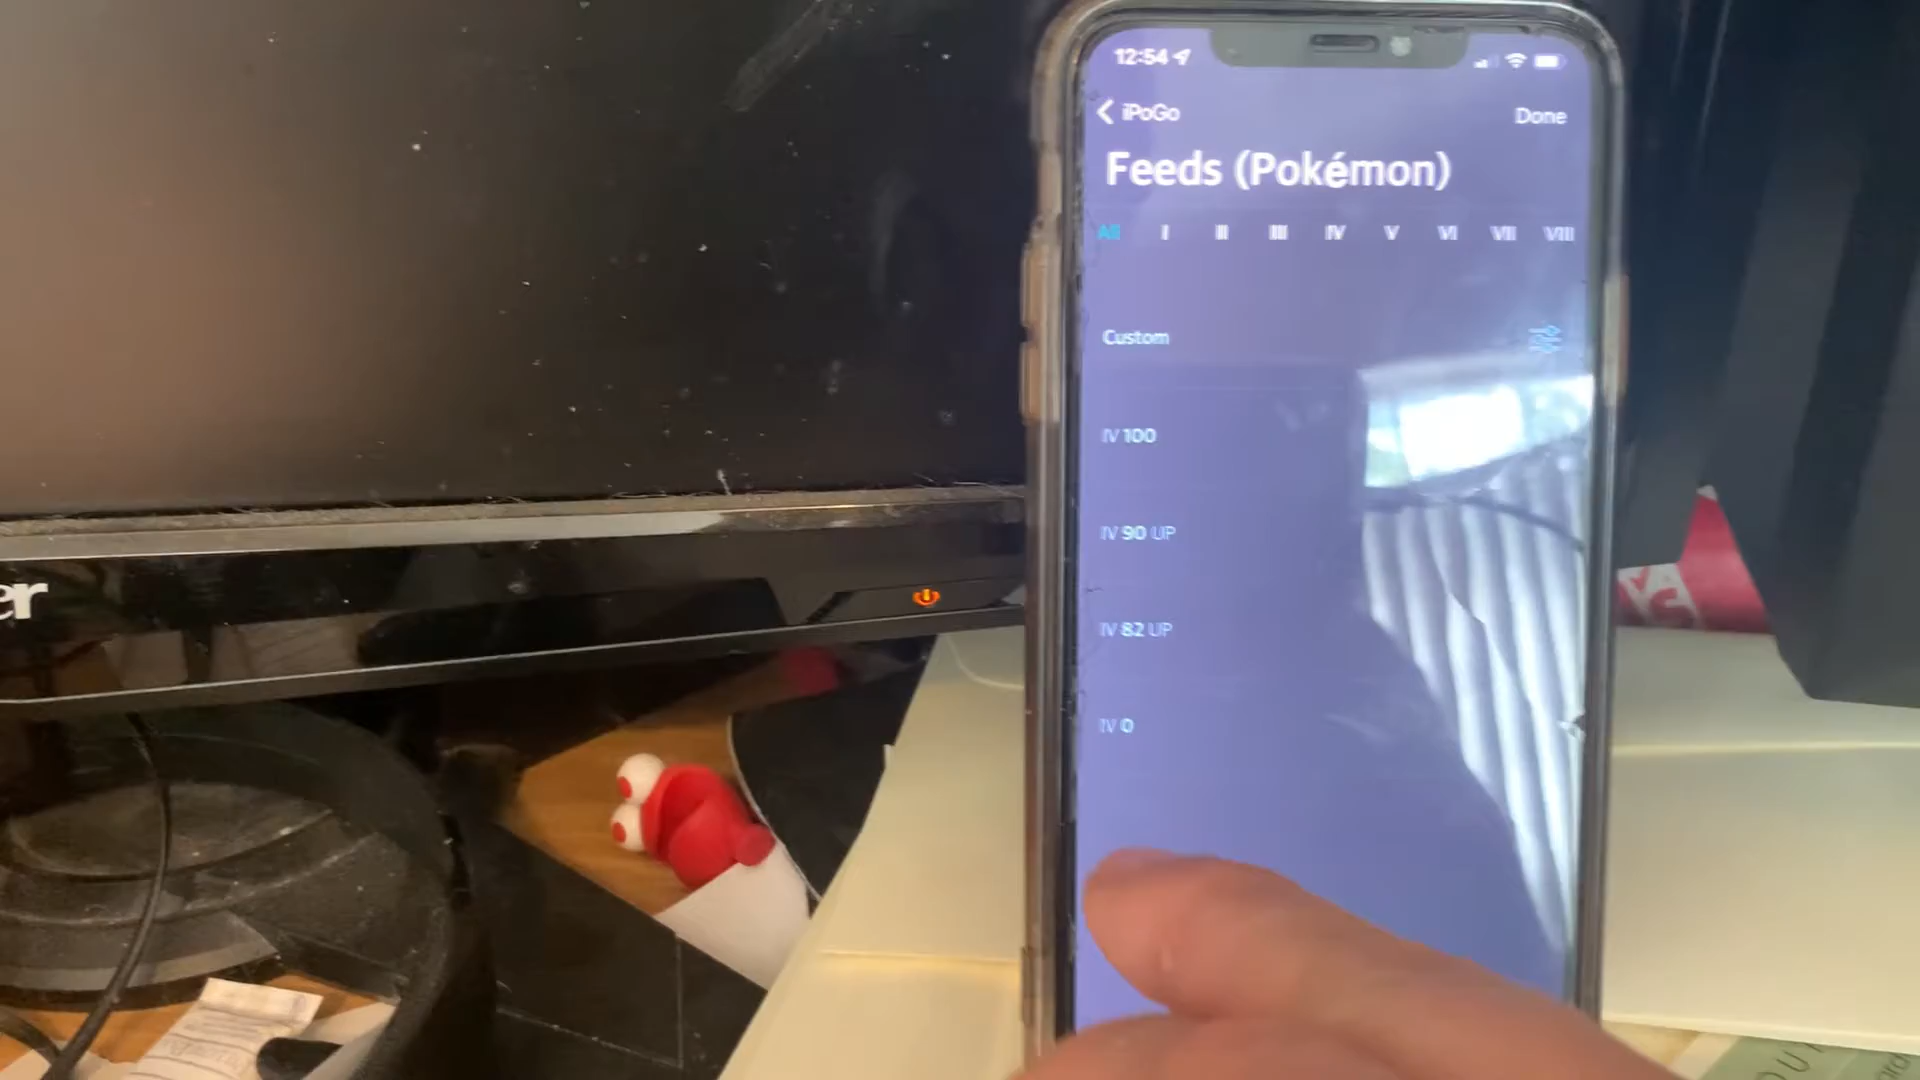 12:54
iPoGo
Done
Feeds (Pokémon)
All I II III IV V VI VII VIII
Custom
IV 100
IV 90 UP
IV 82 UP
IV 0
er